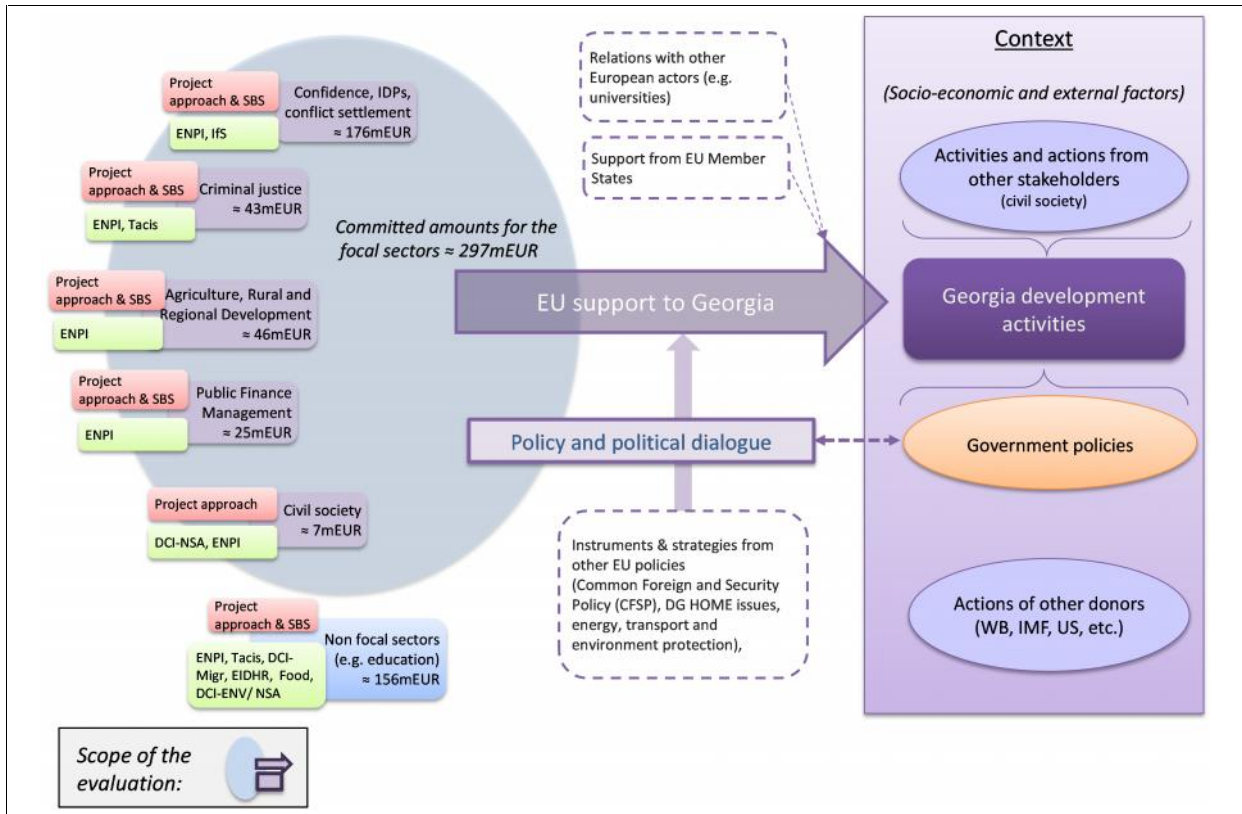 Project
approach & SBS
ENPI, IfS
Confidence, IDPs,
conflict settlement
≈ 176mEUR
Project
approach & SBS
ENPI, Tacis
Criminal justice
≈ 43mEUR
Project
approach & SBS
ENPI
Agriculture, Rural and
Regional Development
≈ 46mEUR
Project
approach & SBS
ENPI
Public Finance
Management
≈ 25mEUR
Project approach
DCI-NSA, ENPI
Civil society
≈ 7mEUR
Project
approach & SBS
ENPI, Tacis, DCI-
Migr, EIDHR, Food,
DCI-ENV/ NSA
Non focal sectors
(e.g. education)
≈ 156mEUR
Committed amounts for the
focal sectors ≈ 297mEUR
Relations with other
European actors (e.g.
universities)
Support from EU Member
States
EU support to Georgia
Policy and political dialogue
Instruments & strategies from
other EU policies
(Common Foreign and Security
Policy (CFSP), DG HOME issues,
energy, transport and
environment protection),
Context
(Socio-economic and external factors)
Activities and actions from
other stakeholders
(civil society)
Georgia development
activities
Government policies
Actions of other donors
(WB, IMF, US, etc.)
Scope of the
evaluation: